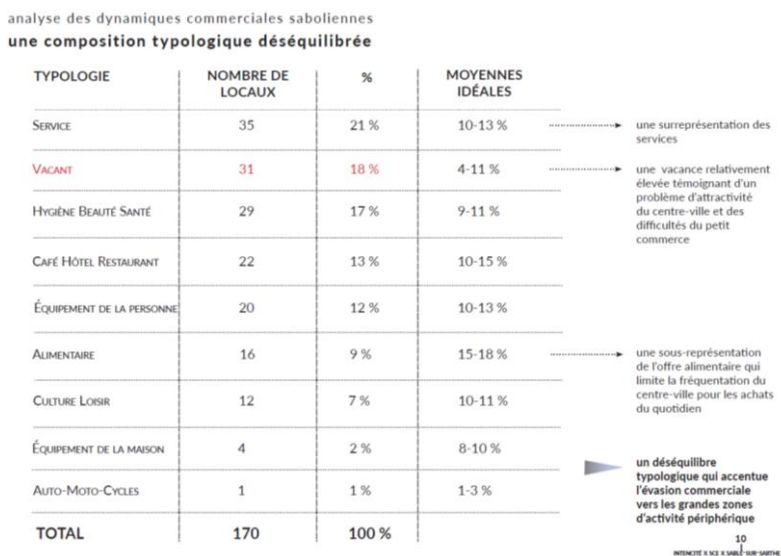 analyse des dynamiques commerciales saboliennes
une composition typologique déséquilibrée
TYPOLOGIE NOMBRE DE LOCAUX % MOYENNES IDÉALES
SERVICE 35 21 % 10-13 % une surreprésentation des services
VACANT 31 18 % 4-11 % une vacance relativement élevée témoignant d'un problème d'attractivité du centre-ville et des difficultés du petit commerce
HYGIÈNE BEAUTÉ SANTÉ 29 17 % 9-11 %
CAFÉ HÔTEL RESTAURANT 22 13 % 10-15 %
ÉQUIPEMENT DE LA PERSONNE 20 12 % 10-13 %
ALIMENTAIRE 16 9 % 15-18 % une sous-représentation de l'offre alimentaire qui limite la fréquentation du centre-ville pour les achats du quotidien
CULTURE LOISIR 12 7 % 10-11 %
ÉQUIPEMENT DE LA MAISON 4 2 % 8-10 %
AUTO-MOTO-CYCLES 1 1 % 1-3 %
un déséquilibre typologique qui accentue l'évasion commerciale vers les grandes zones d'activité périphérique
TOTAL 170 100 %
10
INTENCITÉ X SCE X SABLÉ-SUR-SARTHE